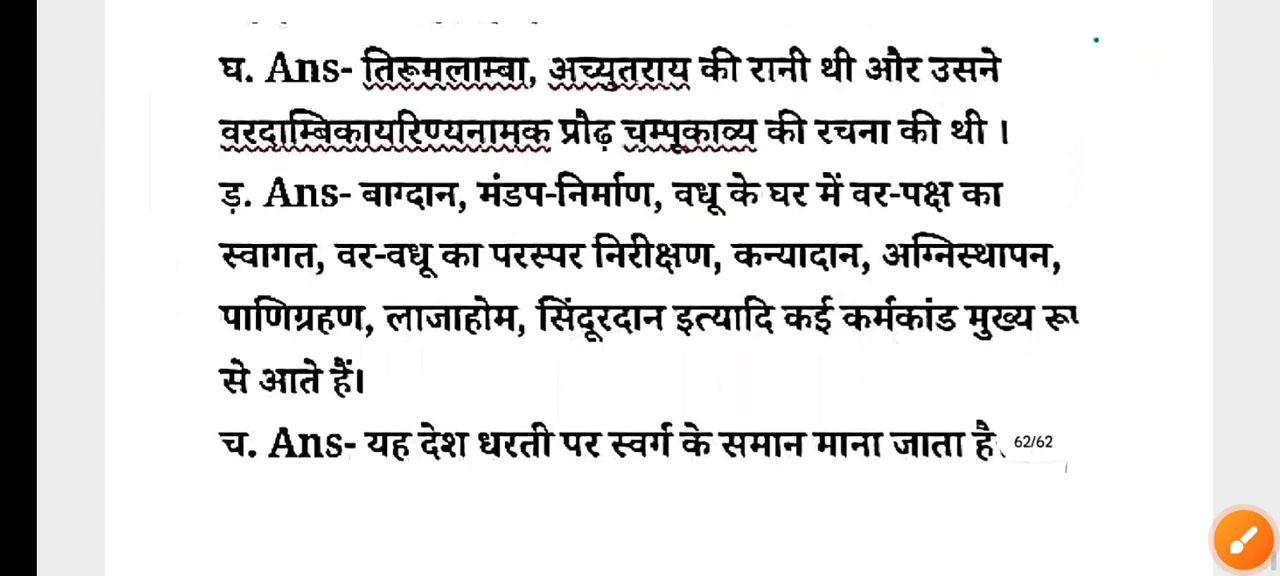 घ. Ans- तिरूमलाम्बा, अच्युतराय की रानी थी और उसने
वरदाम्बिकायरिण्यनामक प्रौढ़ चम्पूकाव्य की रचना की थी ।
ड़. Ans- बाग्दान, मंडप-निर्माण, वधू के घर में वर-पक्ष का
स्वागत, वर-वधू का परस्पर निरीक्षण, कन्यादान, अग्निस्थापन,
पाणिग्रहण, लाजाहोम, सिंदूरदान इत्यादि कई कर्मकांड मुख्य
से आते हैं।
च. Ans- यह देश धरती पर स्वर्ग के समान माना जाता है
62/62